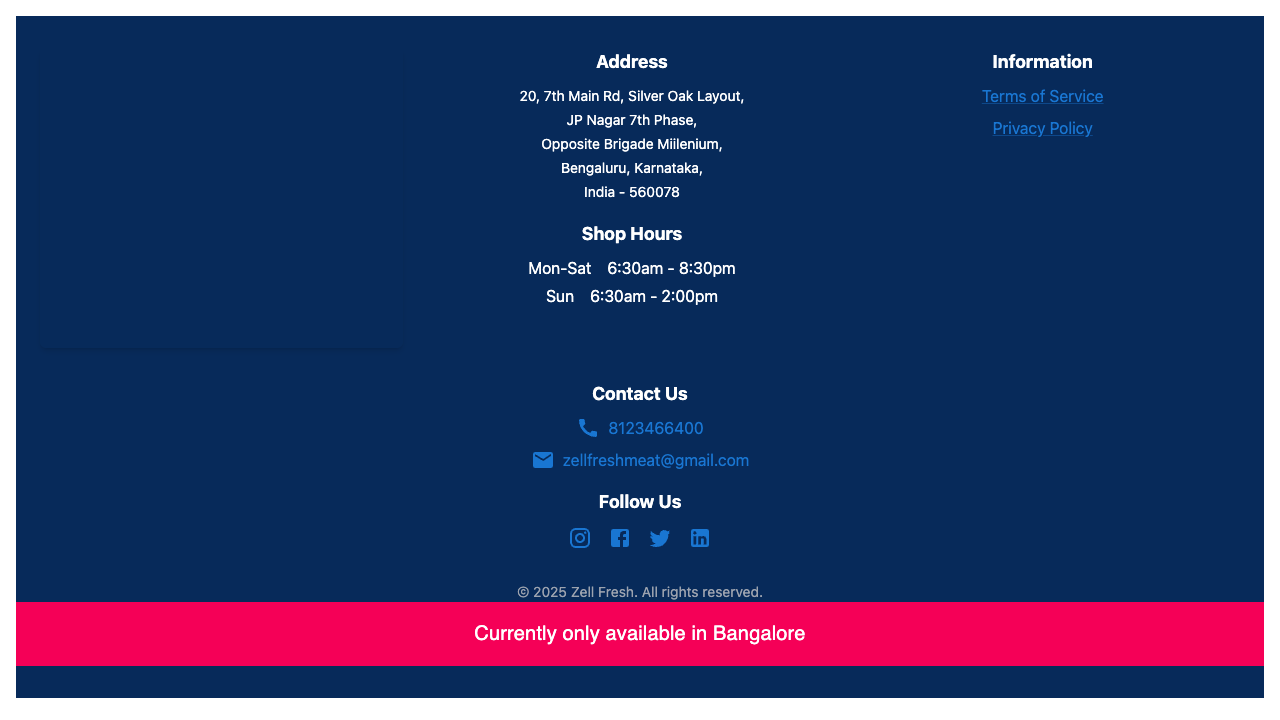 Address
20, 7th Main Rd, Silver Oak Layout,
JP Nagar 7th Phase,
Opposite Brigade Miilenium,
Bengaluru, Karnataka,
India - 560078
Shop Hours
Mon-Sat 6:30am - 8:30pm
Sun 6:30am - 2:00pm
Information
Terms of Service
Privacy Policy
Contact Us
8123466400
zellfreshmeat@gmail.com
Follow Us
© 2025 Zell Fresh. All rights reserved.
Currently only available in Bangalore